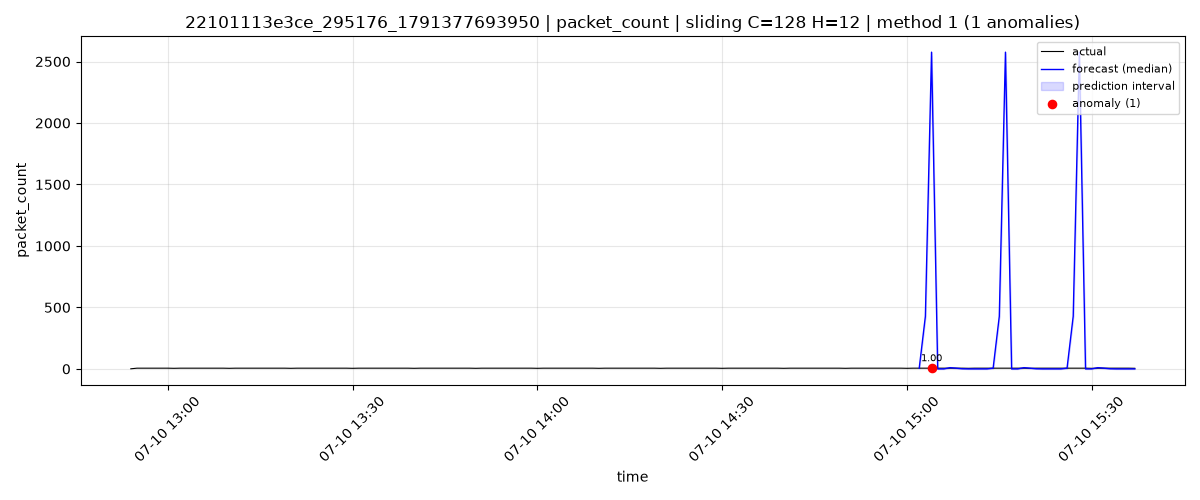 22101113e3ce_295176_1791377693950 | packet_count | sliding C=128 H=12 | method 1 (1 anomalies)
packet_count
2500
2000
1500
1000
500
0
actual
forecast (median)
prediction interval
anomaly (1)
1.00
07-10 13:00
07-10 13:30
07-10 14:00
07-10 14:30
07-10 15:00
07-10 15:30
time